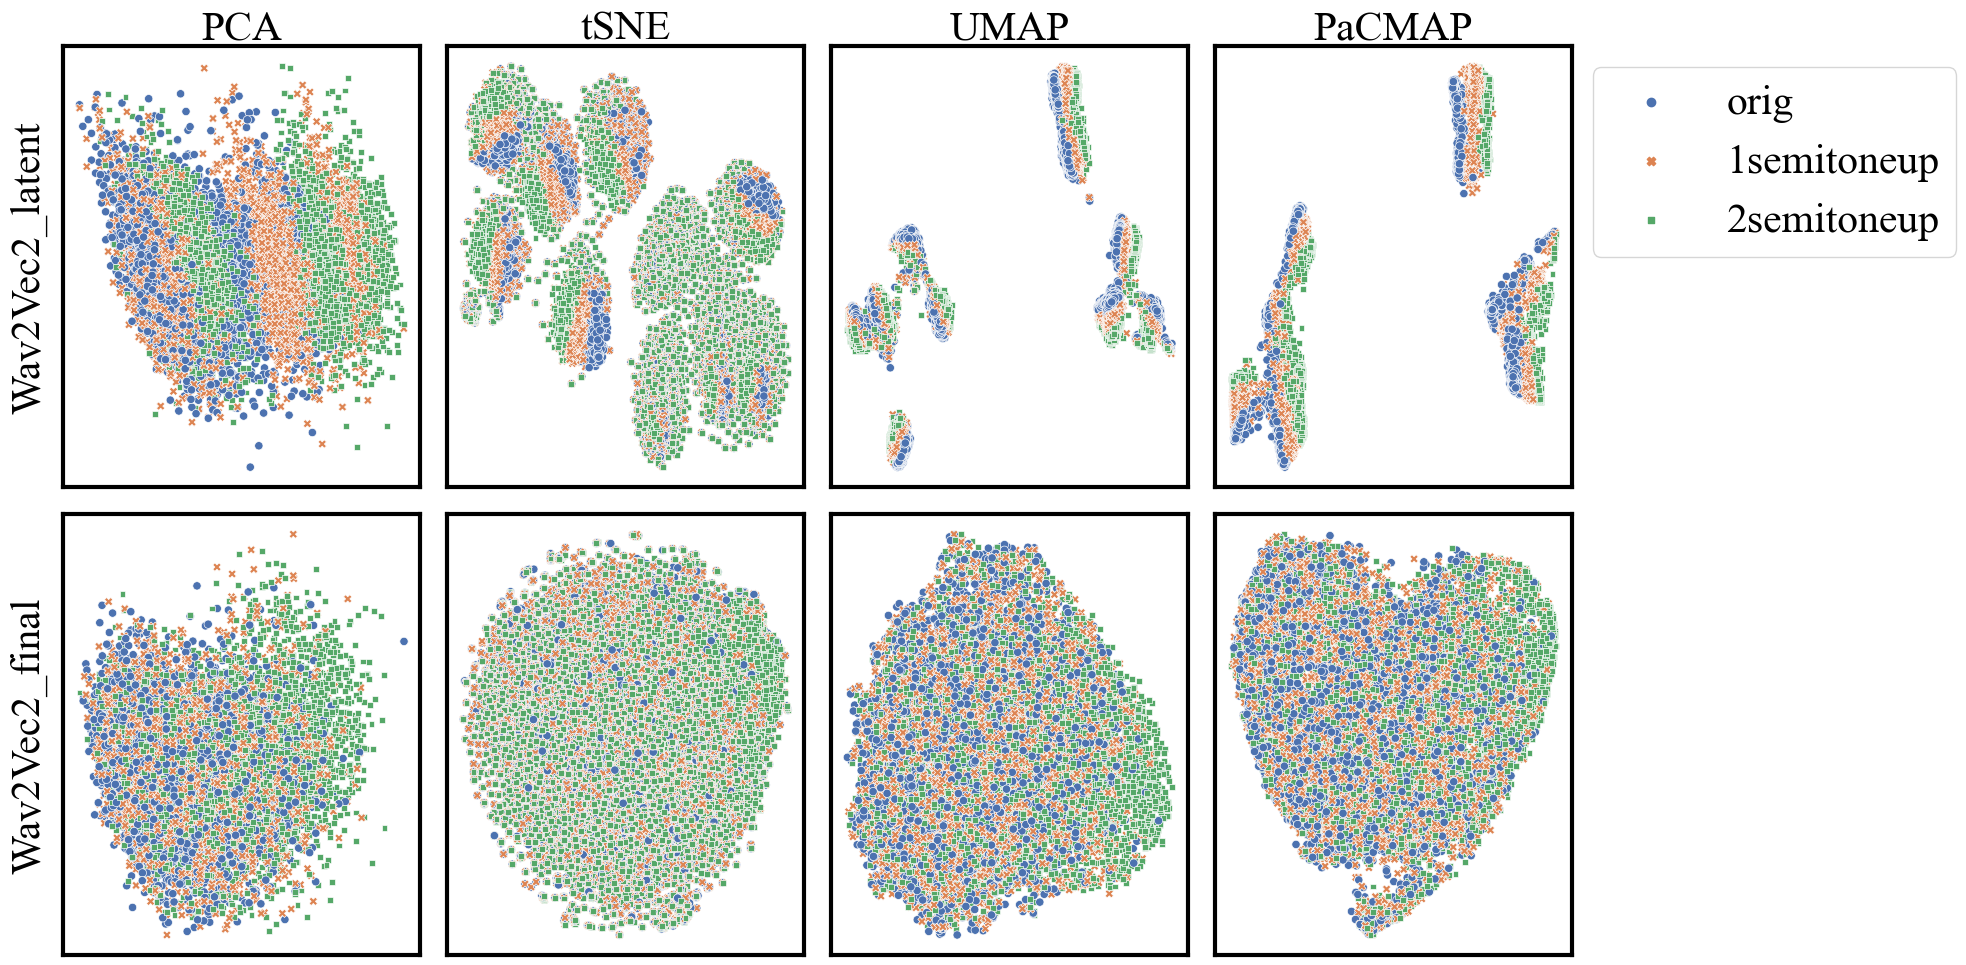 PCA
tSNE
UMAP
PaCMAP
Wav2Vec2_latent
orig
1semitoneup
2semitoneup
Wav2Vec2_final